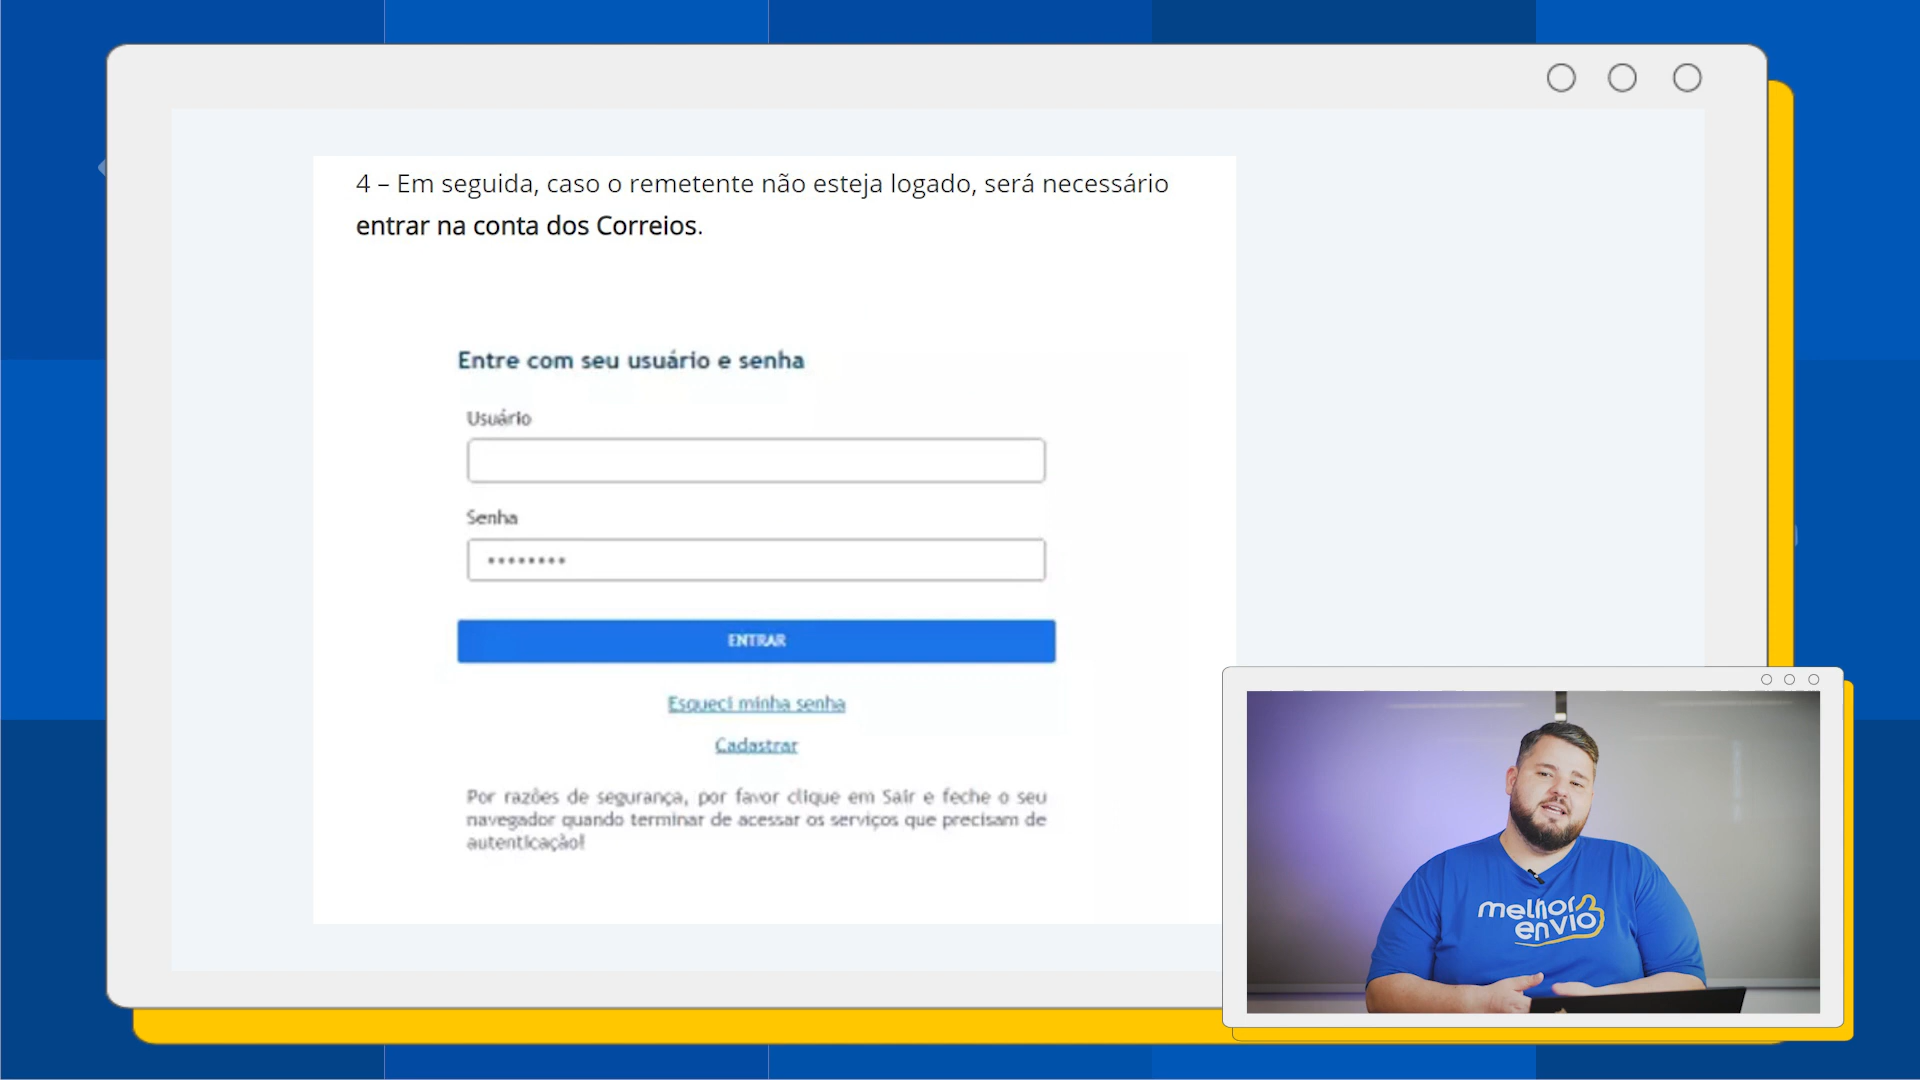 4 – Em seguida, caso o remetente não esteja logado, será necessário
entrar na conta dos Correios.
Entre com seu usuário e senha
Usuário
Senha
••••••••
ENTRAR
Esqueci minha senha
Cadastrar
Por razões de segurança, por favor clique em Sair e feche o seu
navegador quando terminar de acessar os serviços que precisam de
autenticação!
melhor
envio